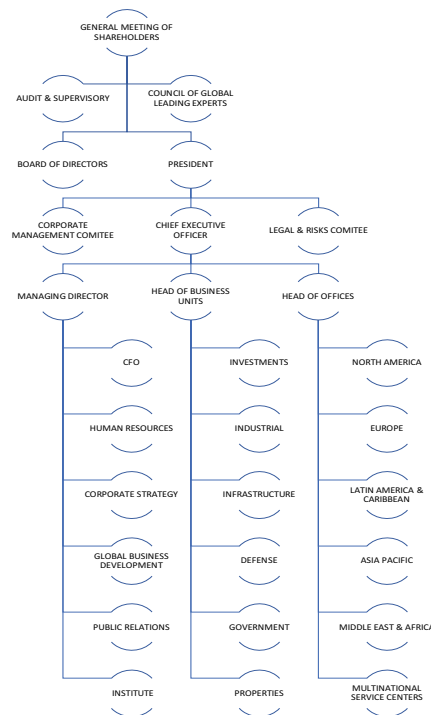 GENERAL MEETING OF
SHAREHOLDERS
AUDIT & SUPERVISORY
COUNCIL OF GLOBAL
LEADING EXPERTS
BOARD OF DIRECTORS
PRESIDENT
CORPORATE
MANAGEMENT COMITEE
CHIEF EXECUTIVE
OFFICER
LEGAL & RISKS COMITEE
MANAGING DIRECTOR
HEAD OF BUSINESS
UNITS
HEAD OF OFFICES
CFO
INVESTMENTS
NORTH AMERICA
HUMAN RESOURCES
INDUSTRIAL
EUROPE
CORPORATE STRATEGY
INFRASTRUCTURE
LATIN AMERICA &
CARIBBEAN
GLOBAL BUSINESS
DEVELOPMENT
DEFENSE
ASIA PACIFIC
PUBLIC RELATIONS
GOVERNMENT
MIDDLE EAST & AFRICA
INSTITUTE
PROPERTIES
MULTINATIONAL
SERVICE CENTERS